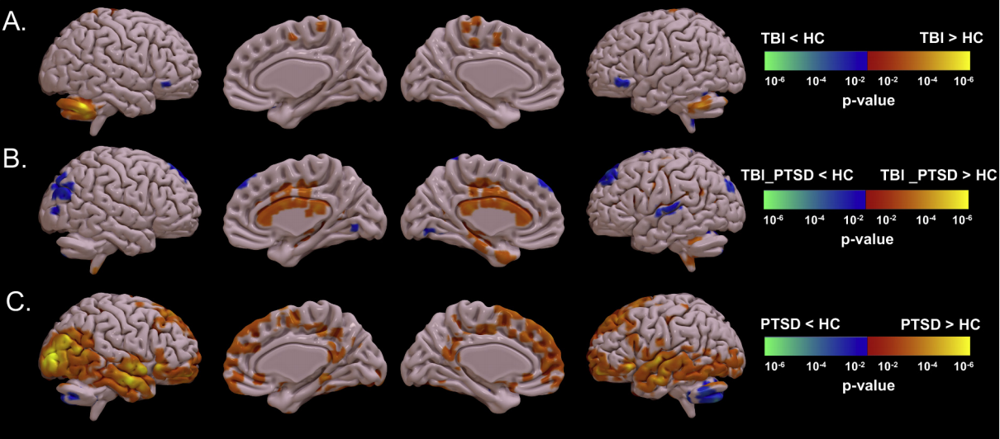 A.
TBI < HC TBI > HC
10⁻⁶ 10⁻⁴ 10⁻² 10⁻² 10⁻⁴ 10⁻⁶
p-value
B.
TBI_PTSD < HC TBI _PTSD > HC
10⁻⁶ 10⁻⁴ 10⁻² 10⁻² 10⁻⁴ 10⁻⁶
p-value
C.
PTSD < HC PTSD > HC
10⁻⁶ 10⁻⁴ 10⁻² 10⁻² 10⁻⁴ 10⁻⁶
p-value